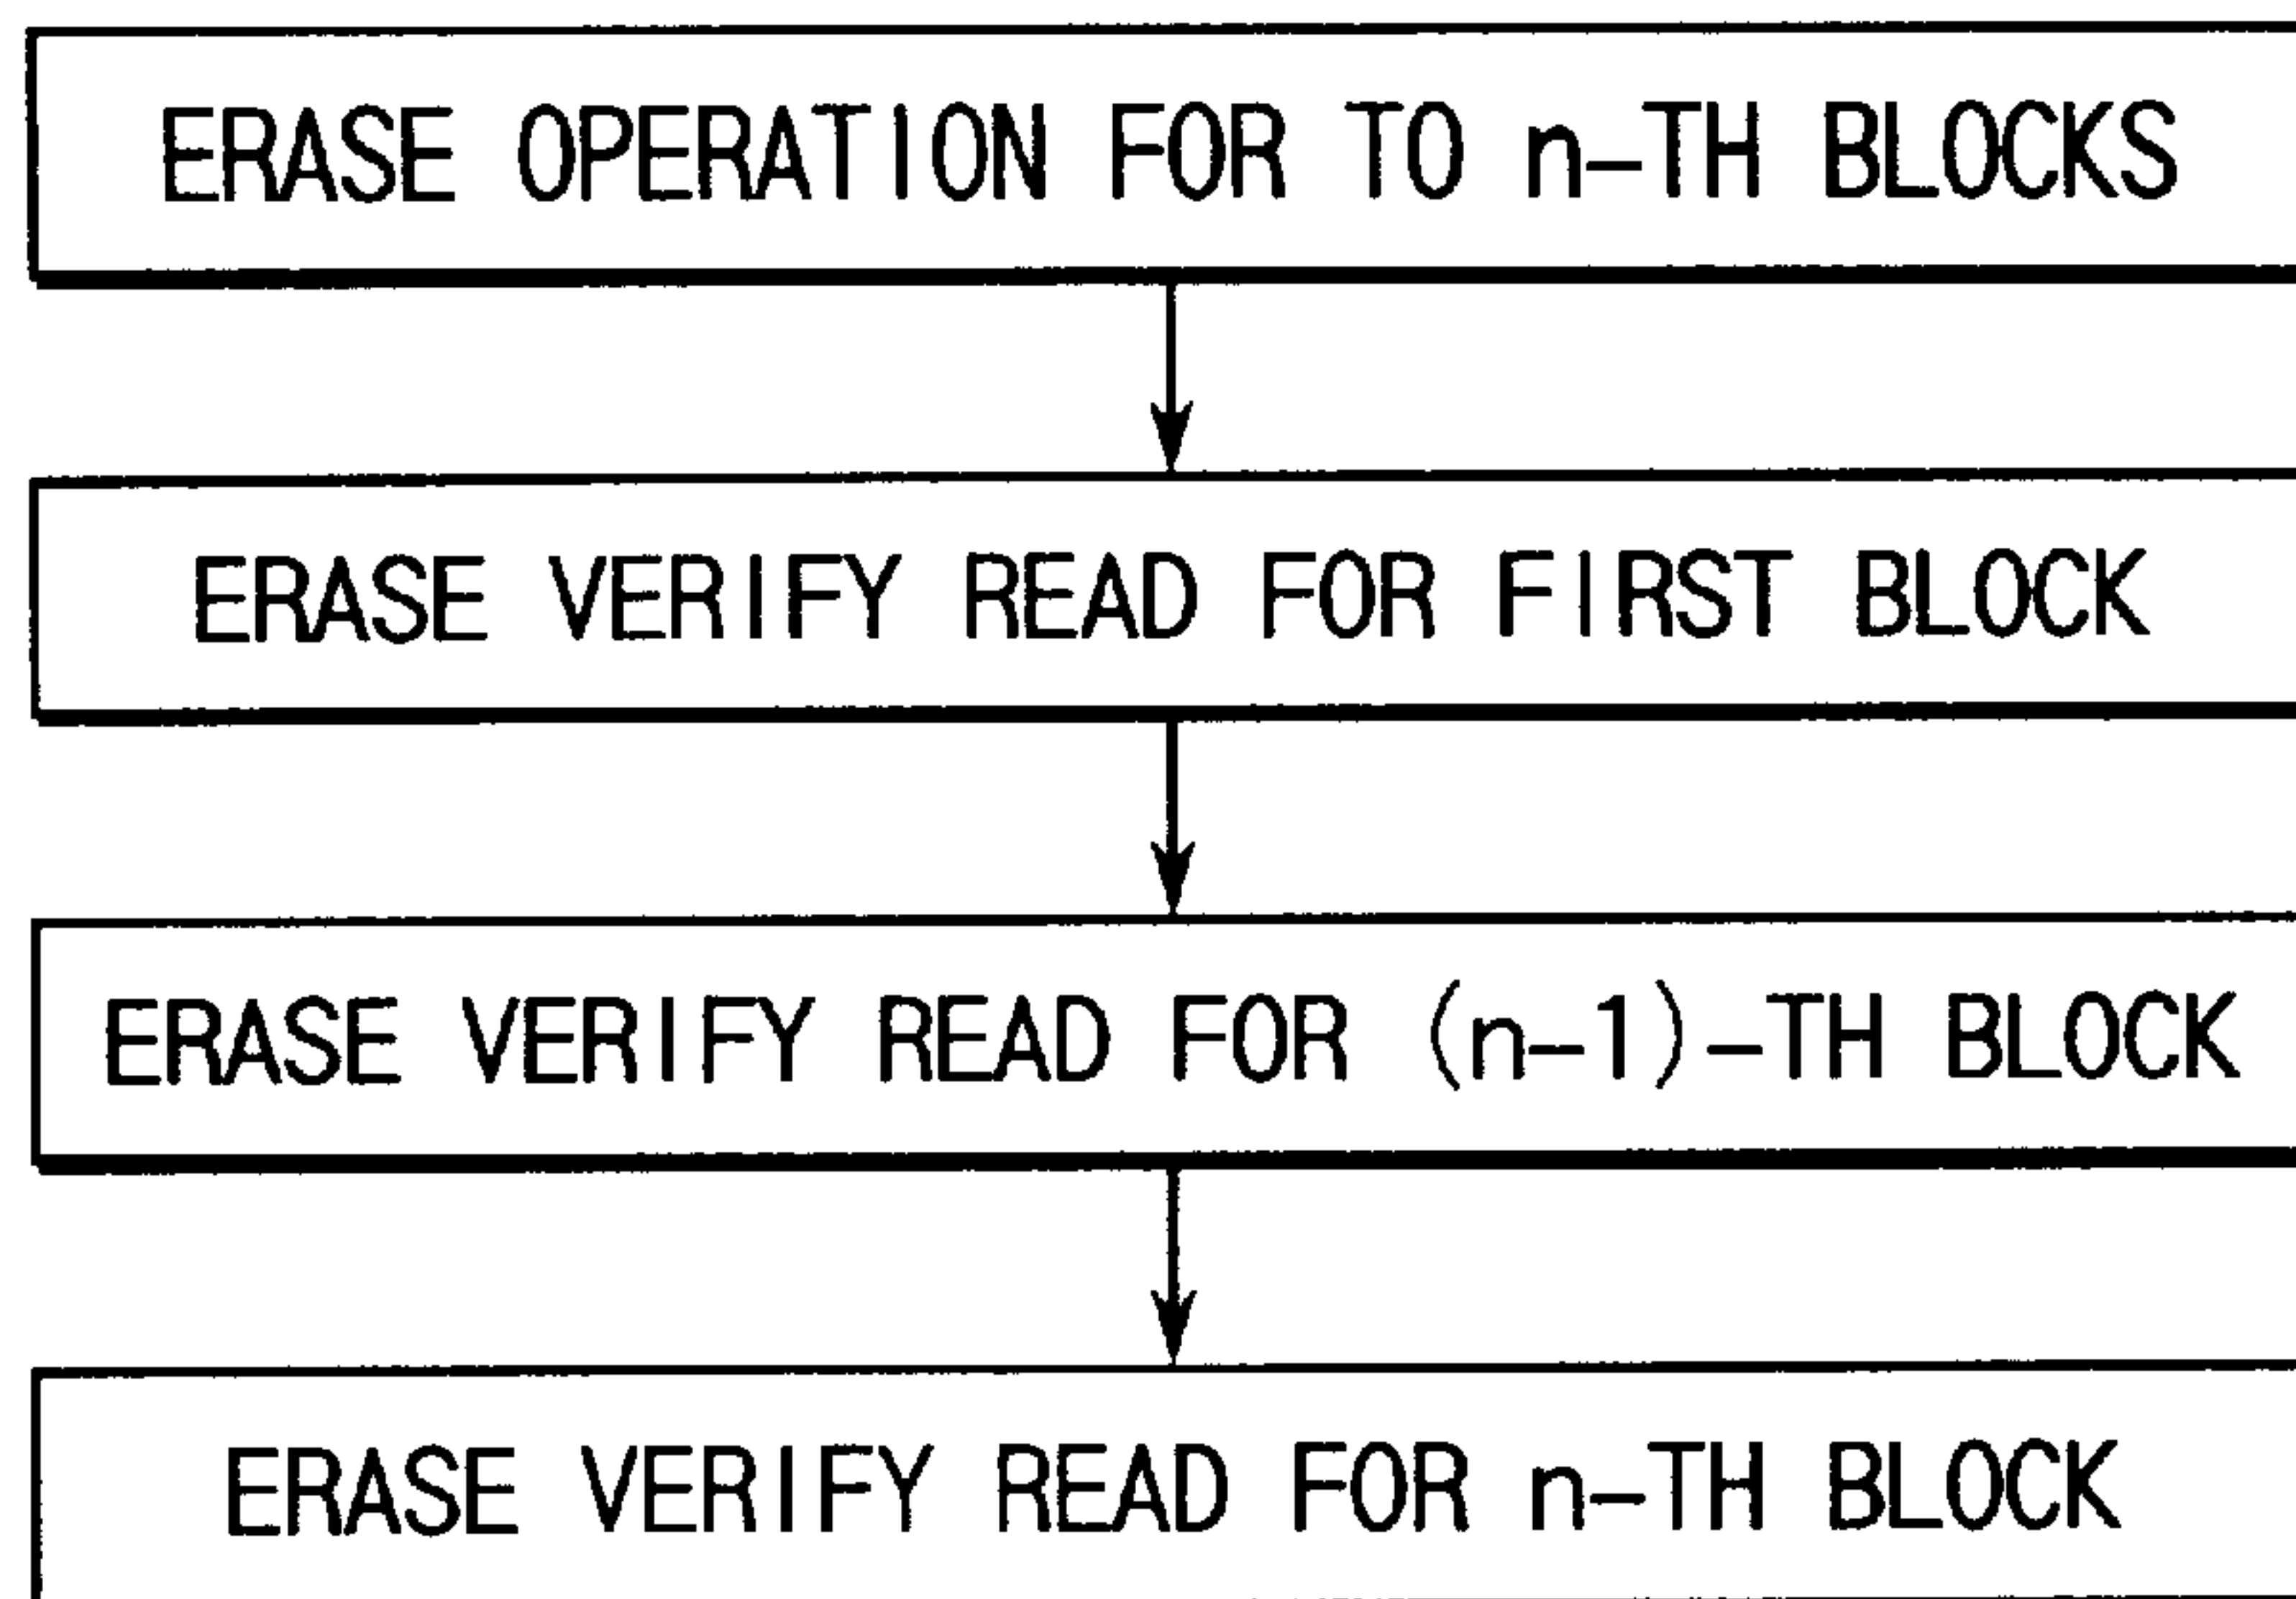 ERASE OPERATION FOR TO n-TH BLOCKS
ERASE VERIFY READ FOR FIRST BLOCK
ERASE VERIFY READ FOR (n-1)-TH BLOCK
ERASE VERIFY READ FOR n-TH BLOCK